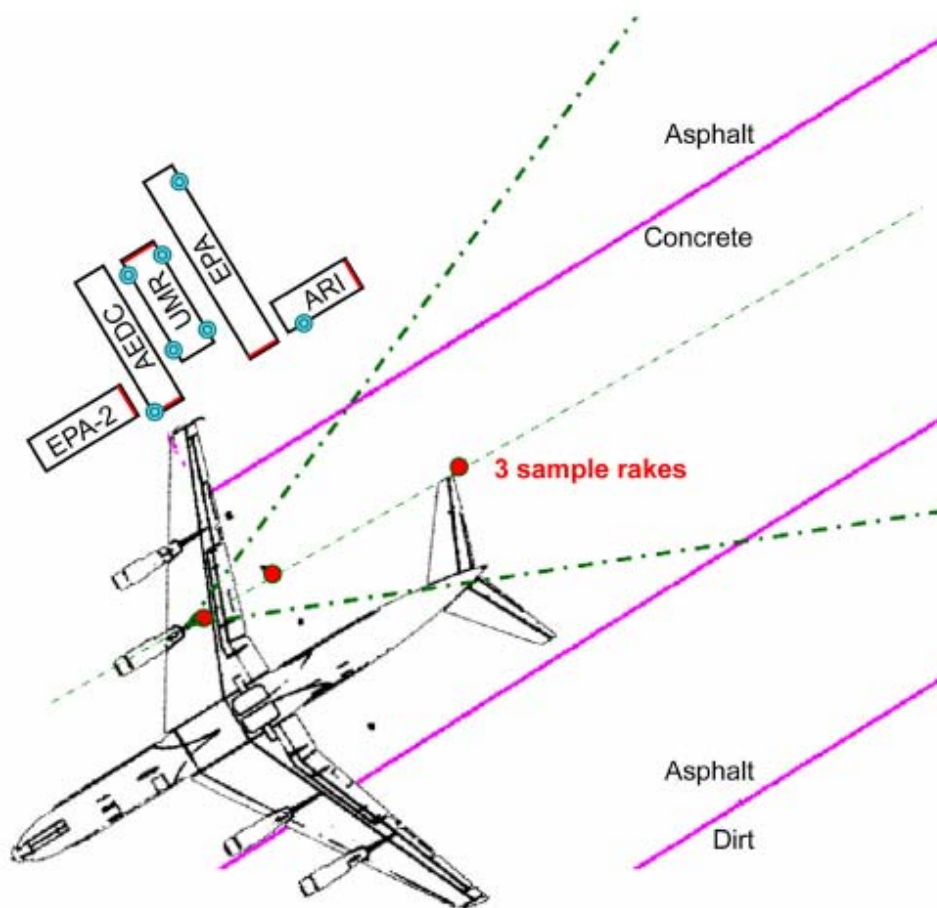 Asphalt
Concrete
EPA
UMR
ARI
AEDC
EPA-2
3 sample rakes
Asphalt
Dirt